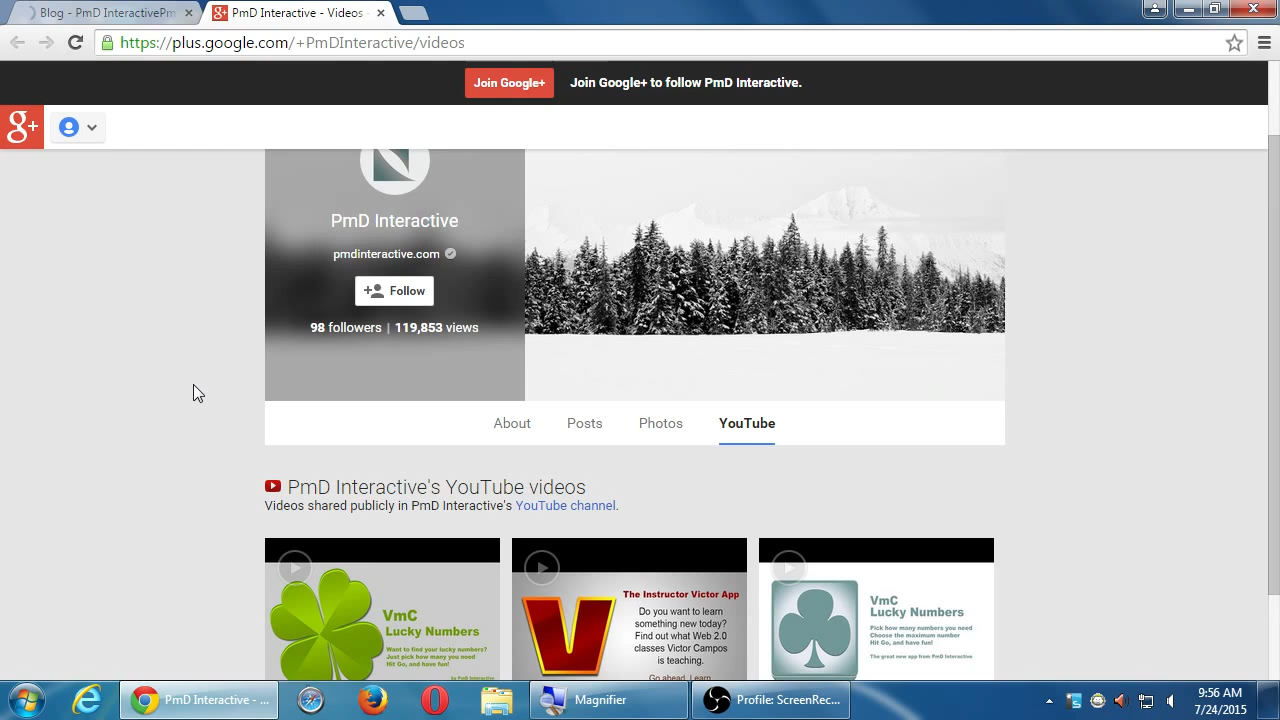 Blog - PmD InteractivePm
PmD Interactive - Videos
https://plus.google.com/+PmDInteractive/videos
Join Google+
Join Google+ to follow PmD Interactive.
g+
PmD Interactive
pmdinteractive.com
Follow
98 followers | 119,853 views
About
Posts
Photos
YouTube
PmD Interactive's YouTube videos
Videos shared publicly in PmD Interactive's YouTube channel.
VmC
Lucky Numbers
Want to find your lucky numbers?
Just pick how many you need
Hit Go, and have fun!
by PmD Interactive
The Instructor Victor App
V
Do you want to learn
something new today?
Find out what Web 2.0
classes Victor Campos
is teaching.
Go ahead, Learn
VmC
Lucky Numbers
Pick how many numbers you need
Choose the maximum number
Hit Go, and have fun!
The great new app from PmD Interactive
PmD Interactive - ...
Magnifier
Profile: ScreenRec...
9:56 AM
7/24/2015